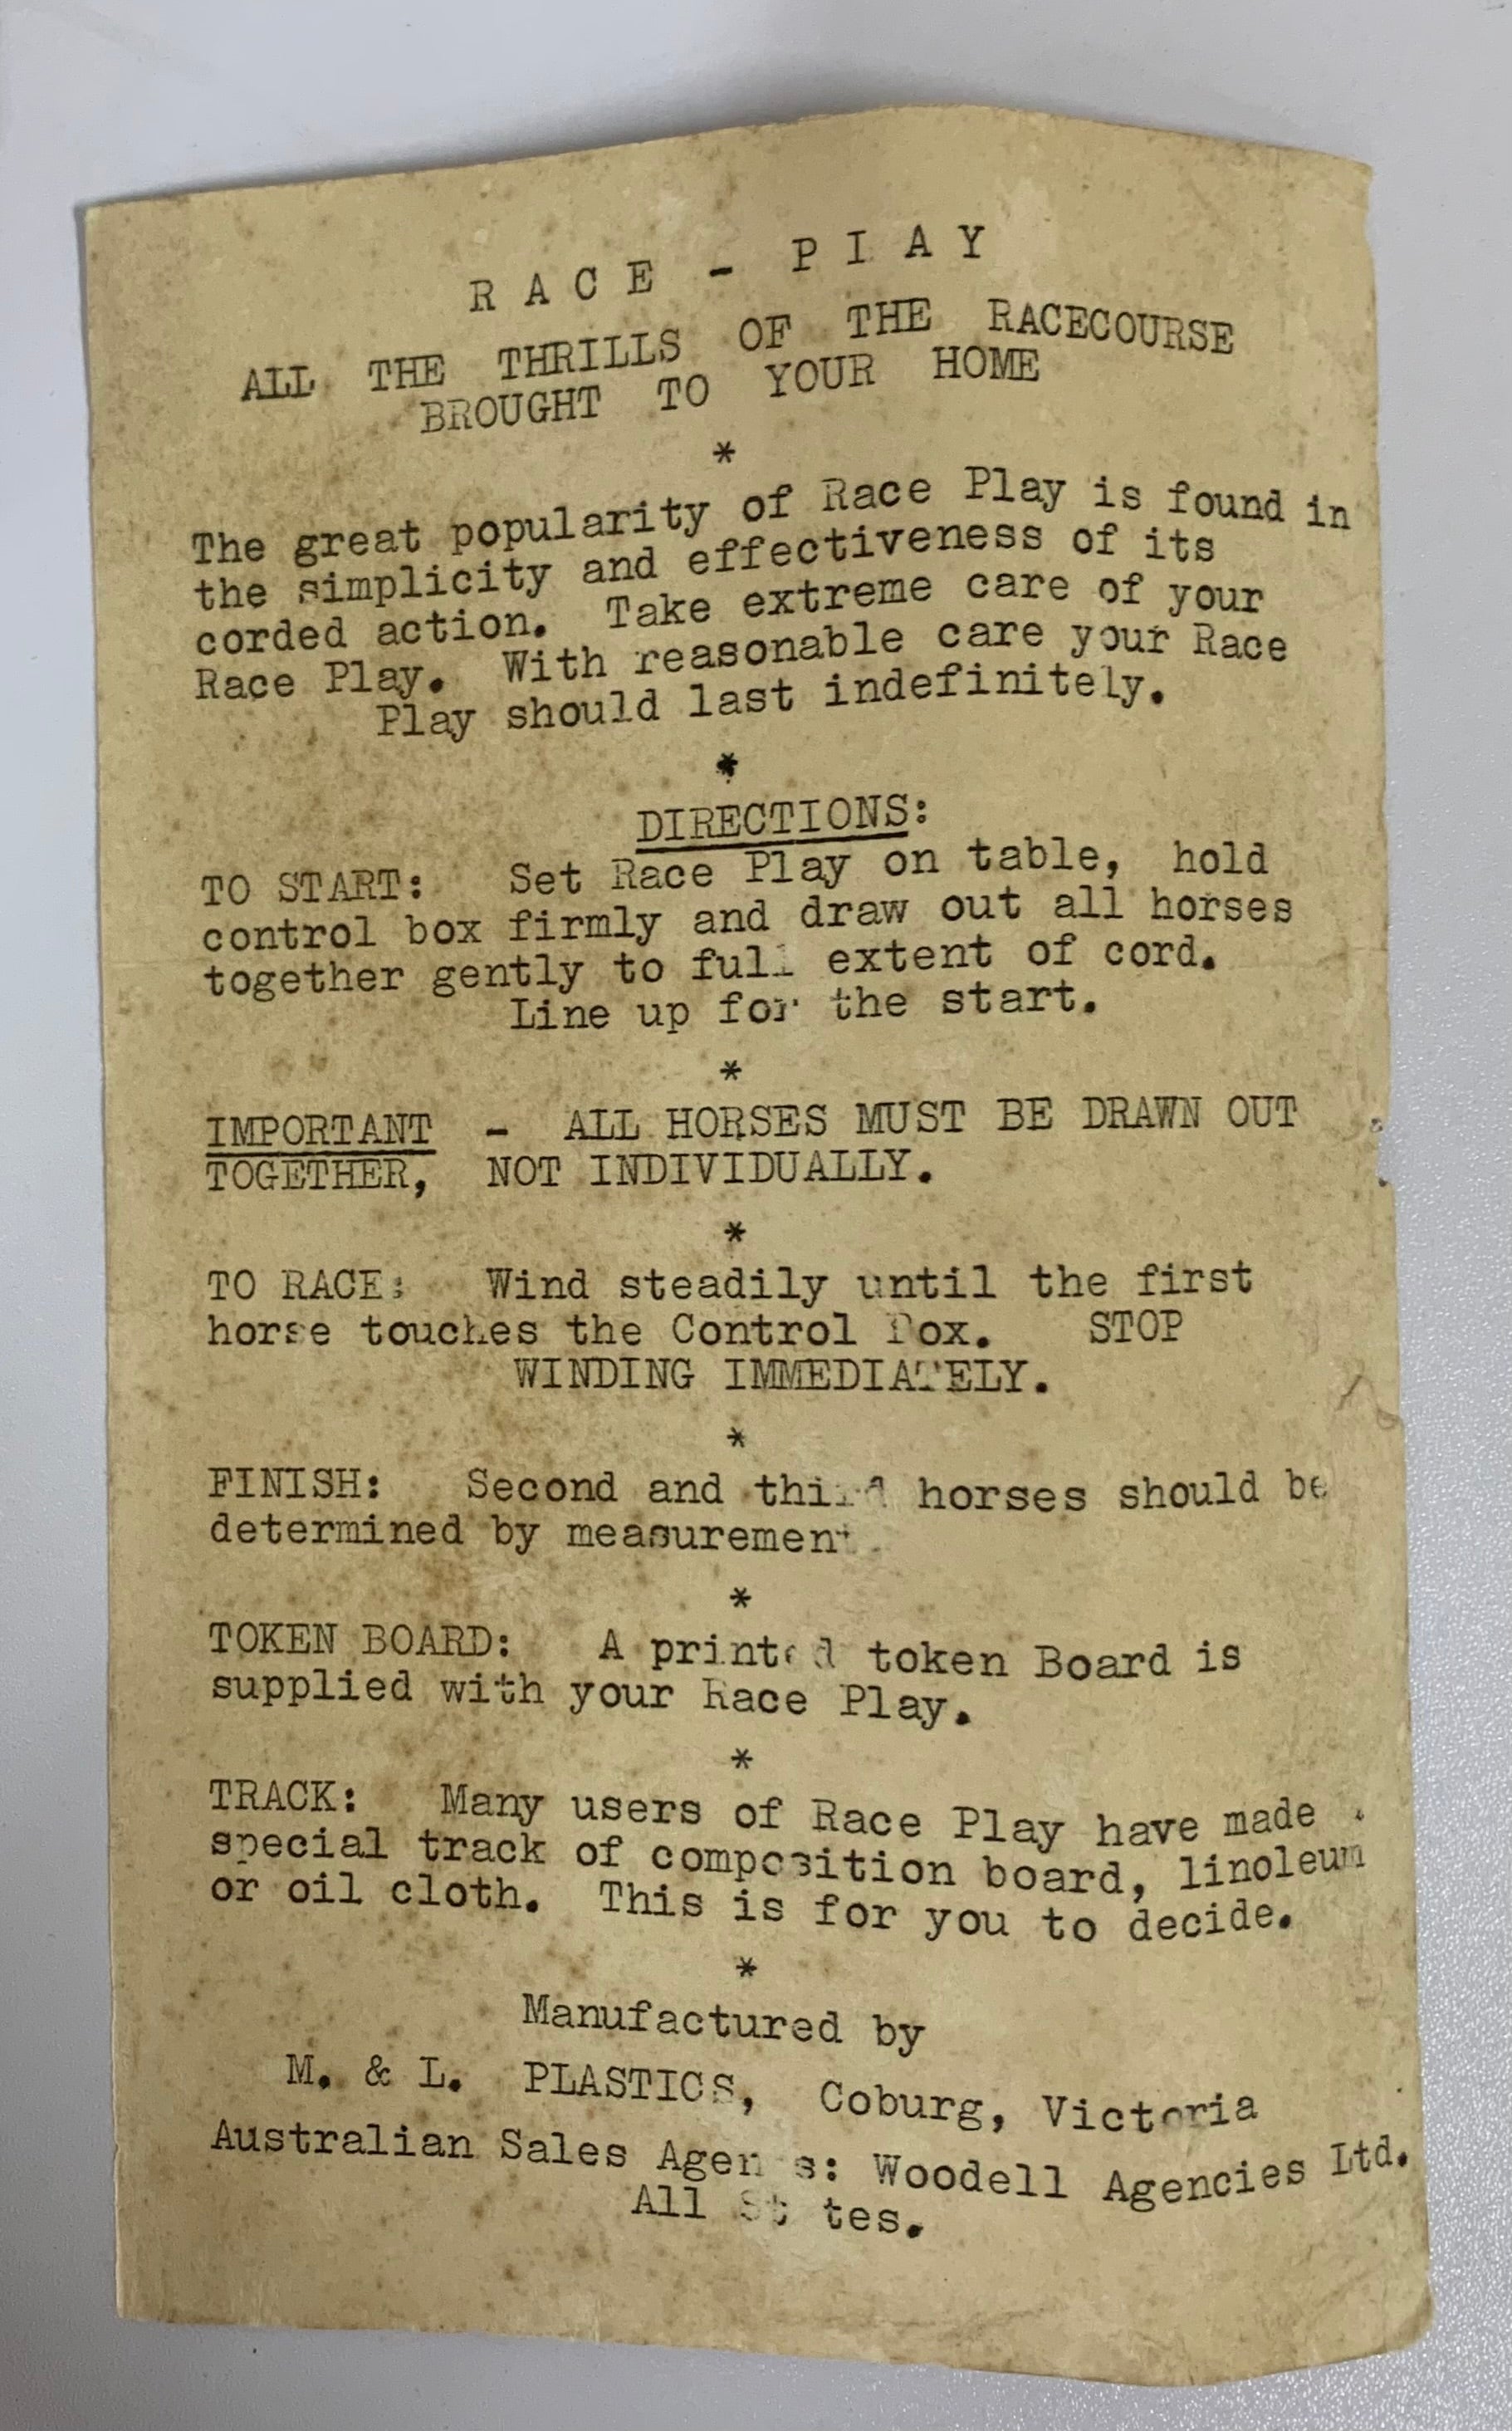 RACE - PlAY
ALL THE THRILLS OF THE RACECOURSE
BROUGHT TO YOUR HOME
*
The great popularity of Race Play is found in
the simplicity and effectiveness of its
corded action. Take extreme care of your
Race Play. With reasonable care your Race
Play should last indefinitely.
*
DIRECTIONS:
TO START: Set Race Play on table, hold
control box firmly and draw out all horses
together gently to full extent of cord.
Line up for the start.
*
IMPORTANT - ALL HORSES MUST BE DRAWN OUT
TOGETHER, NOT INDIVIDUALLY.
*
TO RACE: Wind steadily until the first
horse touches the Control Box. STOP
WINDING IMMEDIATELY.
*
FINISH: Second and third horses should be
determined by measurement.
*
TOKEN BOARD: A printed token Board is
supplied with your Race Play.
*
TRACK: Many users of Race Play have made
special track of composition board, linoleum
or oil cloth. This is for you to decide.
*
Manufactured by
M. & L. PLASTICS, Coburg, Victoria
Australian Sales Agents: Woodell Agencies Ltd.
All States.